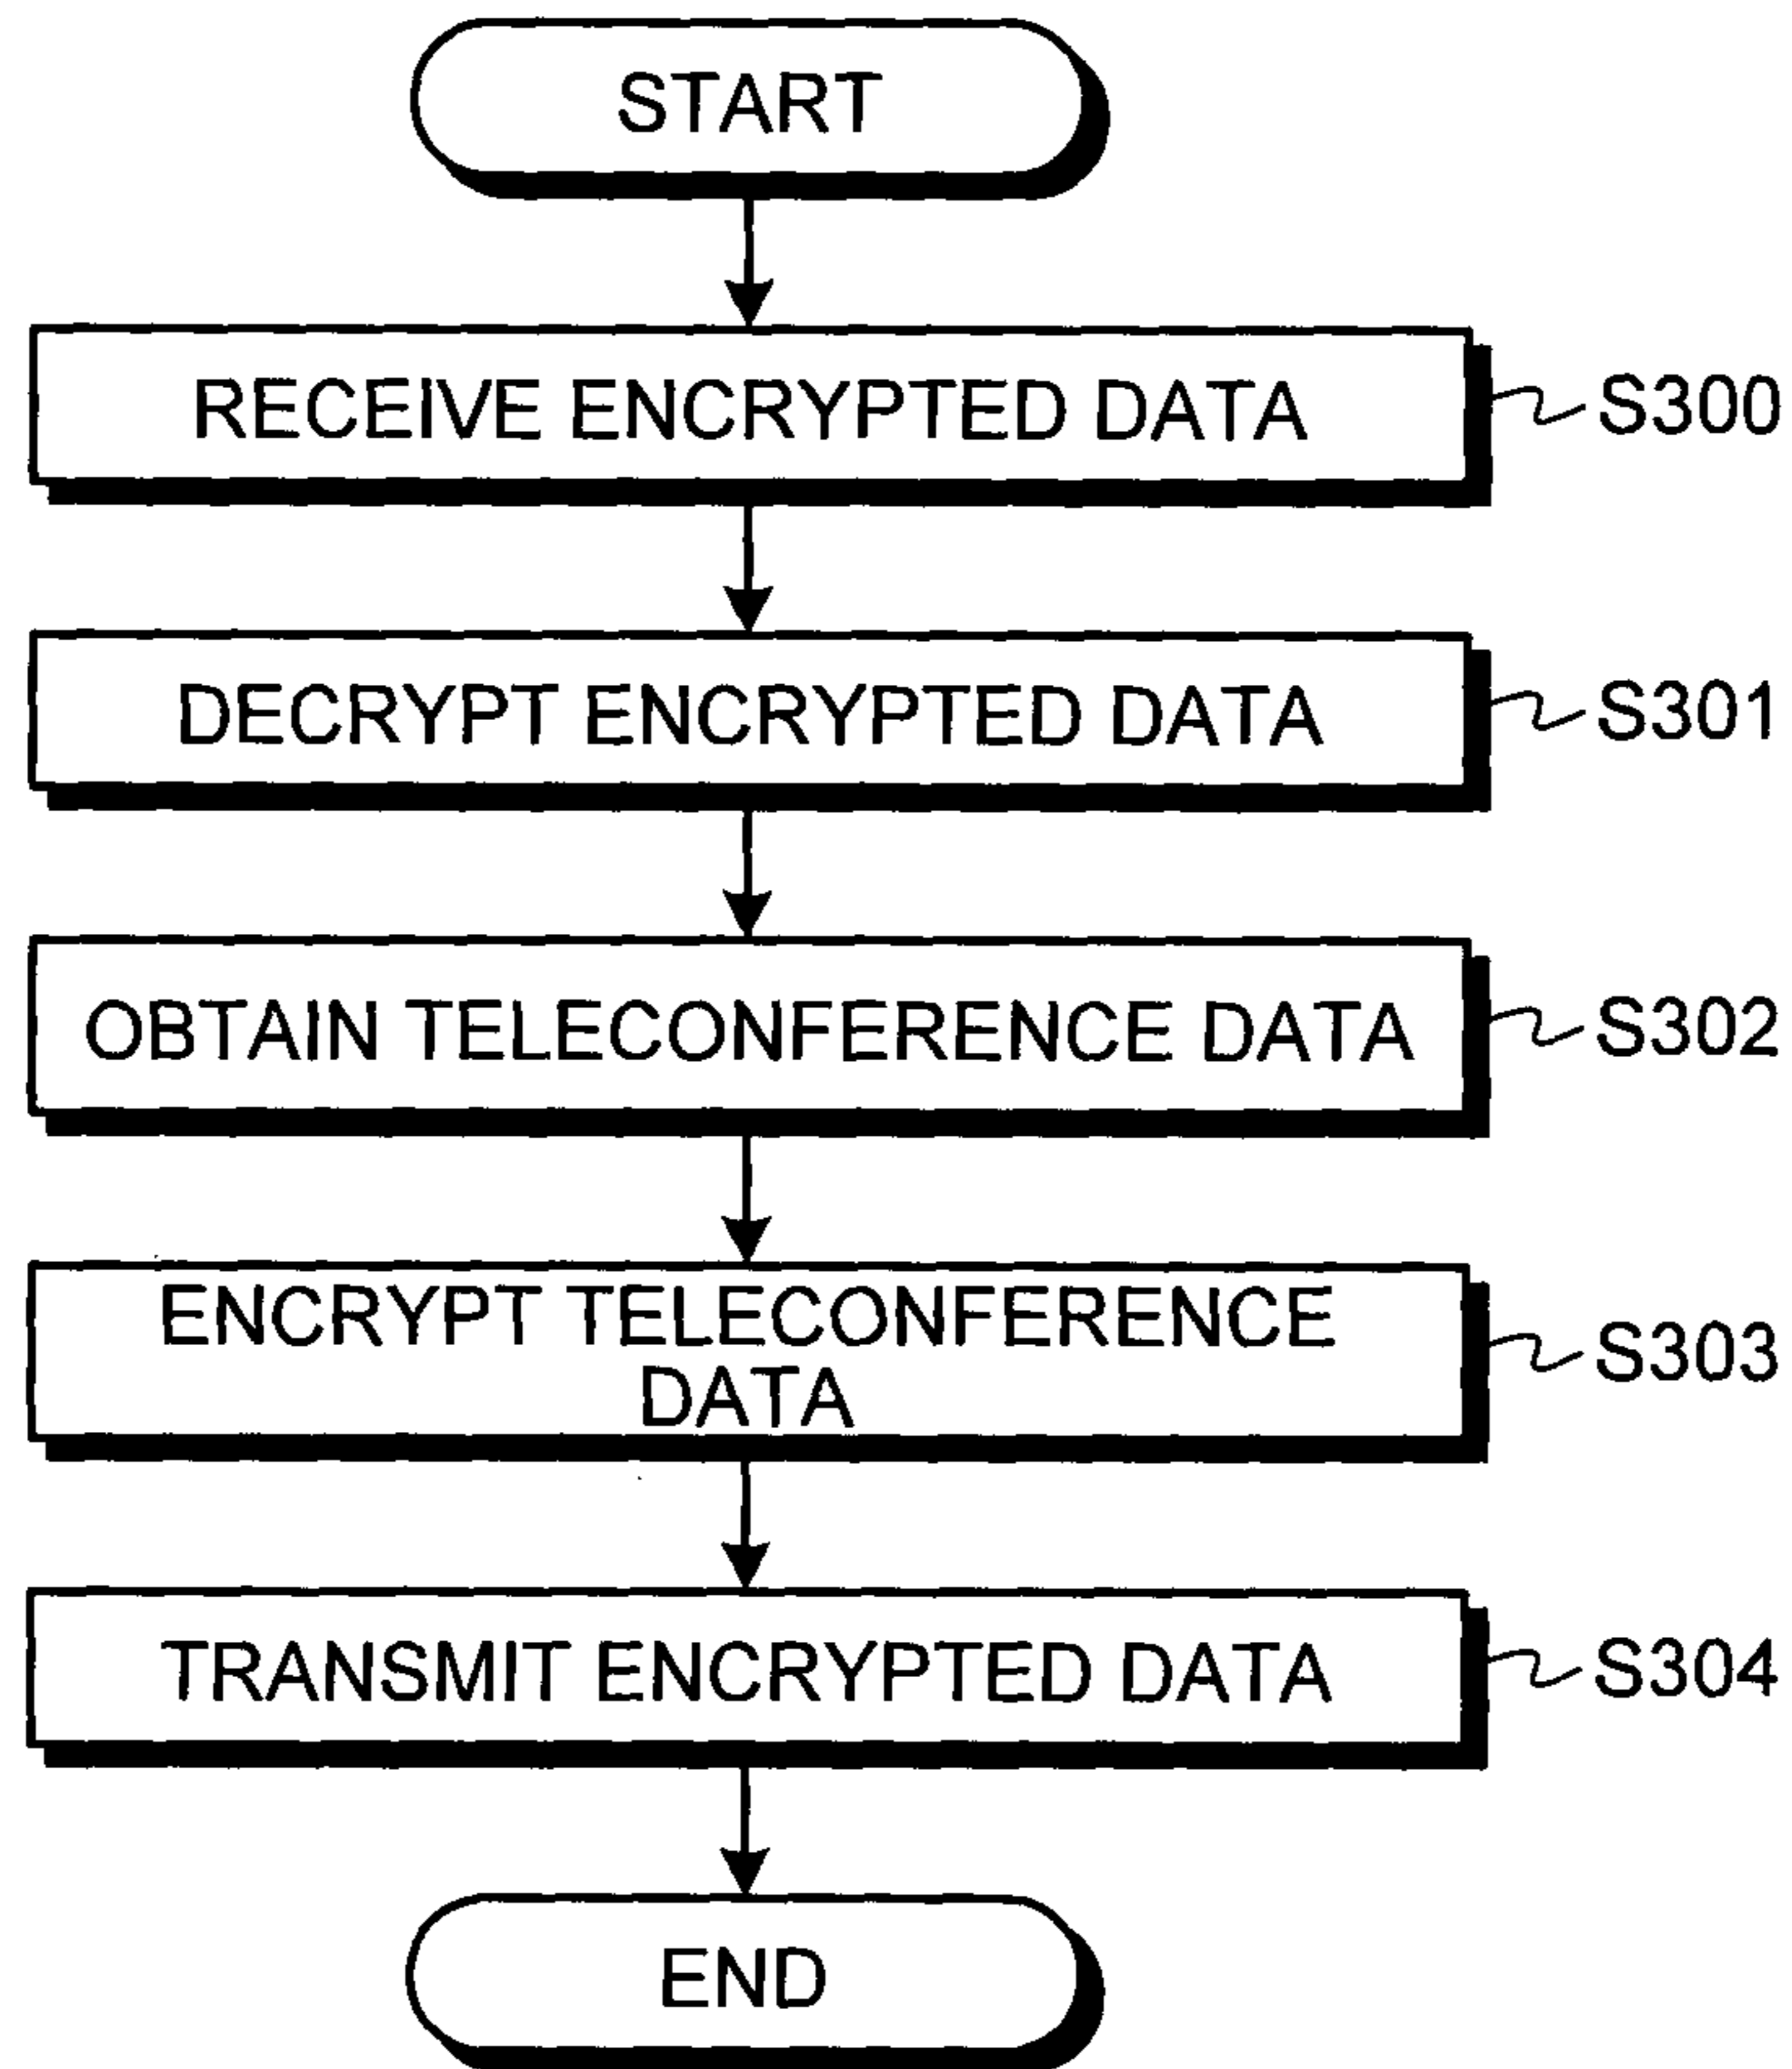 START
RECEIVE ENCRYPTED DATA
S300
DECRYPT ENCRYPTED DATA
S301
OBTAIN TELECONFERENCE DATA
S302
ENCRYPT TELECONFERENCE
DATA
S303
TRANSMIT ENCRYPTED DATA
S304
END